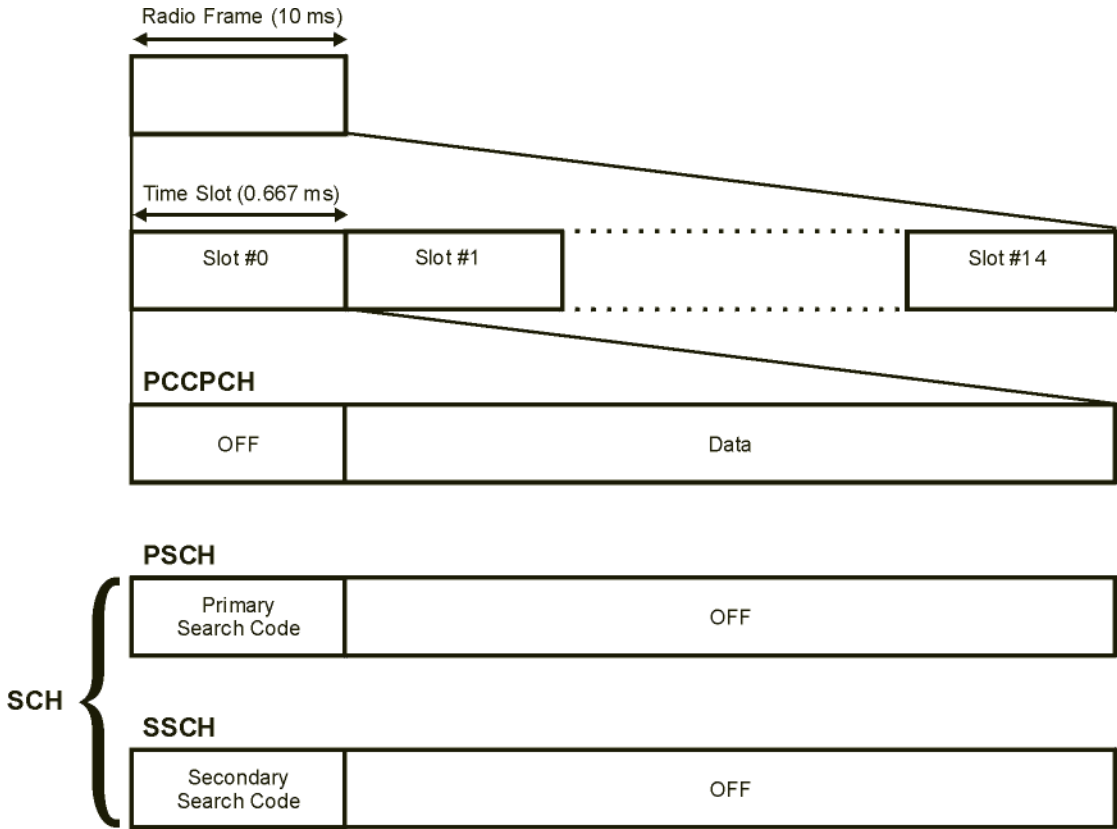 Radio Frame (10 ms)
Time Slot (0.667 ms)
Slot #0
Slot #1
Slot #14
PCCPCH
OFF
Data
PSCH
Primary
Search Code
OFF
SCH
SSCH
Secondary
Search Code
OFF